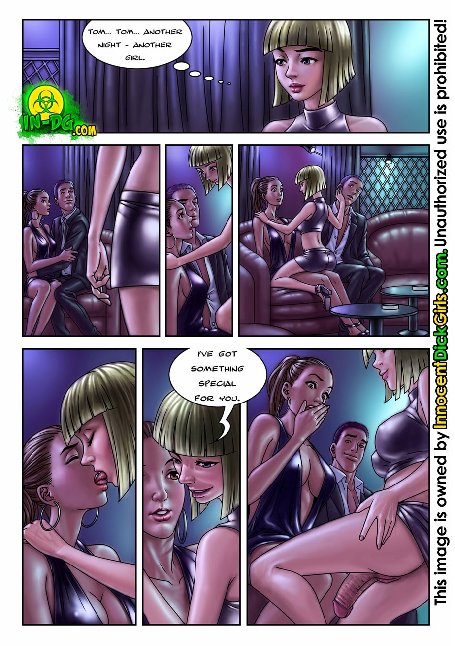 TOM... TOM... ANOTHER
NIGHT - ANOTHER
GIRL.
IN-DG.COM
I'VE GOT
SOMETHING
SPECIAL
FOR YOU.
This image is owned by InnocentDickGirls.com. Unauthorized use is prohibited!